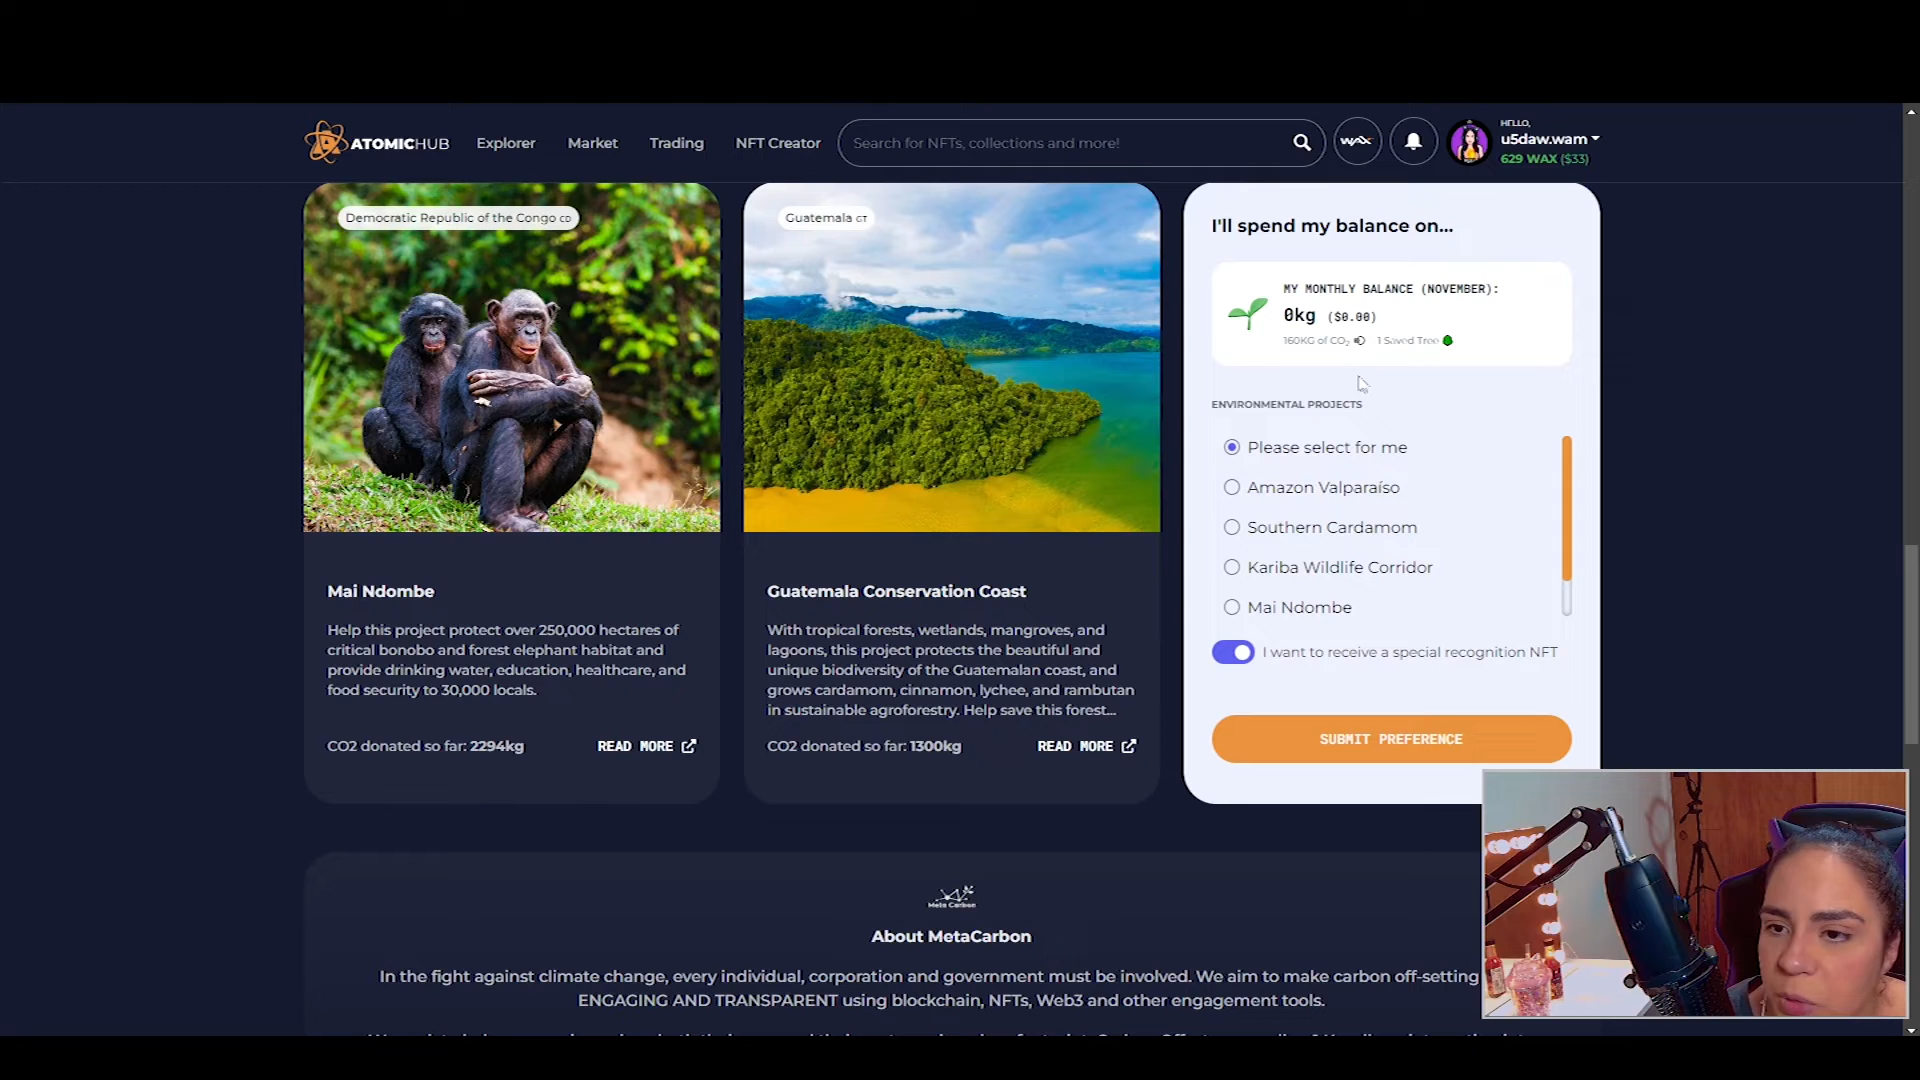 ATOMICHUB
Explorer
Market
Trading
NFT Creator
Search for NFTs, collections and more!
WAX
HELLO,
u5daw.wam
629 WAX ($33)
Democratic Republic of the Congo CD
Guatemala GT
I'll spend my balance on...
MY MONTHLY BALANCE (NOVEMBER):
0kg ($0.00)
160KG of CO₂ 1 Saved Tree
ENVIRONMENTAL PROJECTS
Please select for me
Amazon Valparaíso
Southern Cardamom
Kariba Wildlife Corridor
Mai Ndombe
I want to receive a special recognition NFT
SUBMIT PREFERENCE
Mai Ndombe
Help this project protect over 250,000 hectares of
critical bonobo and forest elephant habitat and
provide drinking water, education, healthcare, and
food security to 30,000 locals.
CO2 donated so far: 2294kg
READ MORE
Guatemala Conservation Coast
With tropical forests, wetlands, mangroves, and
lagoons, this project protects the beautiful and
unique biodiversity of the Guatemalan coast, and
grows cardamom, cinnamon, lychee, and rambutan
in sustainable agroforestry. Help save this forest...
CO2 donated so far: 1300kg
READ MORE
Meta Carbon
About MetaCarbon
In the fight against climate change, every individual, corporation and government must be involved. We aim to make carbon off-setting
ENGAGING AND TRANSPARENT using blockchain, NFTs, Web3 and other engagement tools.